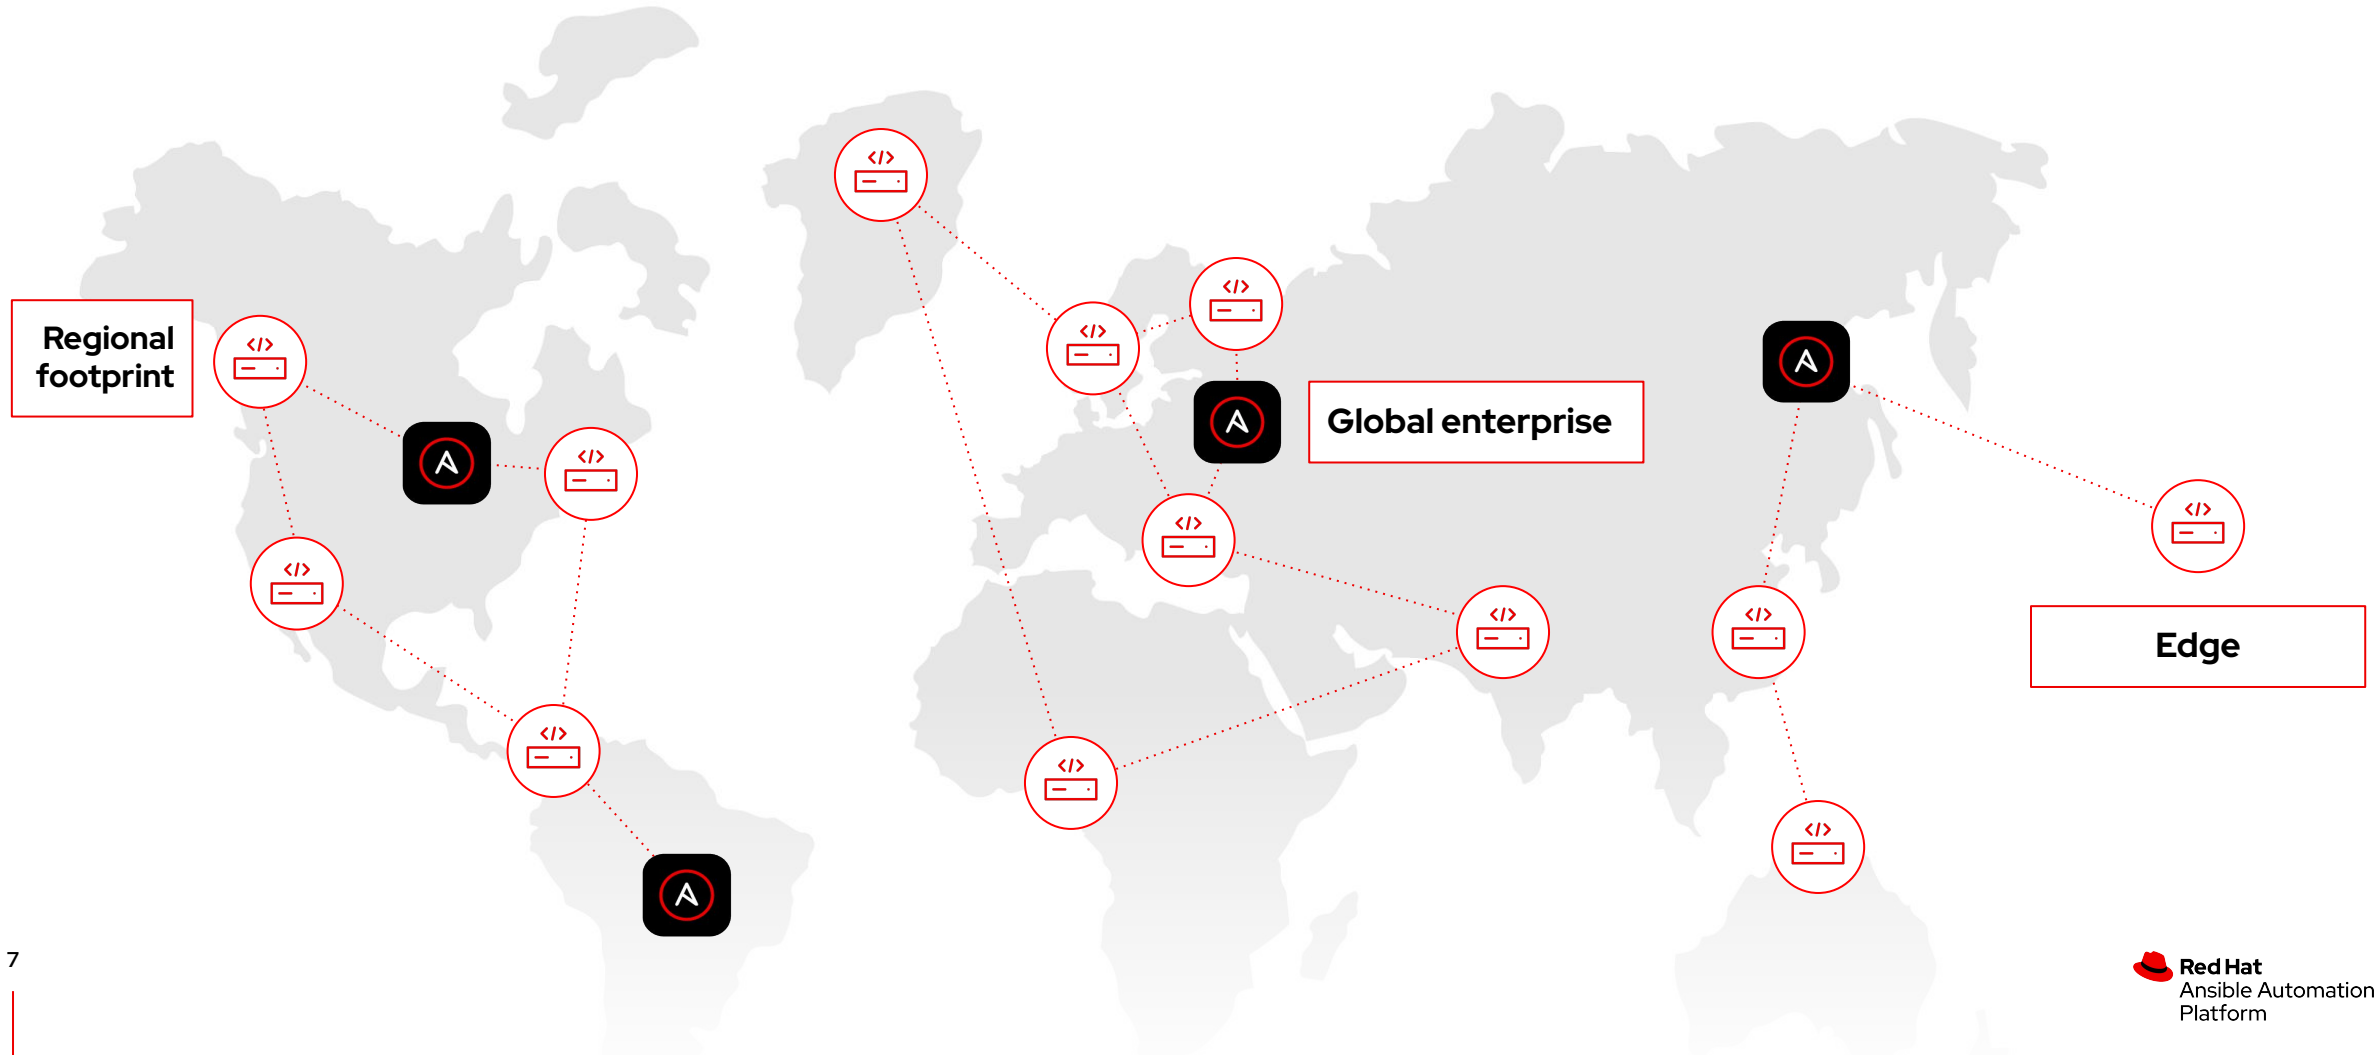 Regional
footprint
Global enterprise
Edge
7
Red Hat
Ansible Automation
Platform